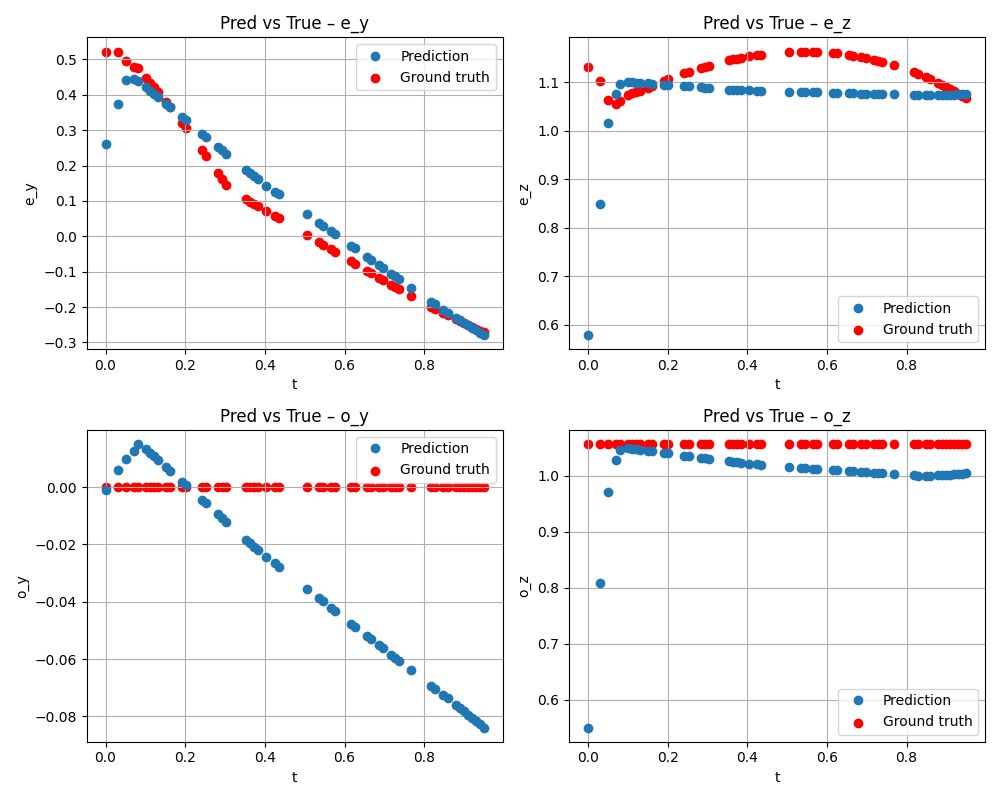 Pred vs True – e_y
e_y
0.5
0.4
0.3
0.2
0.1
0.0
−0.1
−0.2
−0.3
0.0 0.2 0.4 0.6 0.8
t
Prediction
Ground truth
Pred vs True – e_z
e_z
1.1
1.0
0.9
0.8
0.7
0.6
0.0 0.2 0.4 0.6 0.8
t
Prediction
Ground truth
Pred vs True – o_y
o_y
0.00
−0.02
−0.04
−0.06
−0.08
0.0 0.2 0.4 0.6 0.8
t
Prediction
Ground truth
Pred vs True – o_z
o_z
1.0
0.9
0.8
0.7
0.6
0.0 0.2 0.4 0.6 0.8
t
Prediction
Ground truth